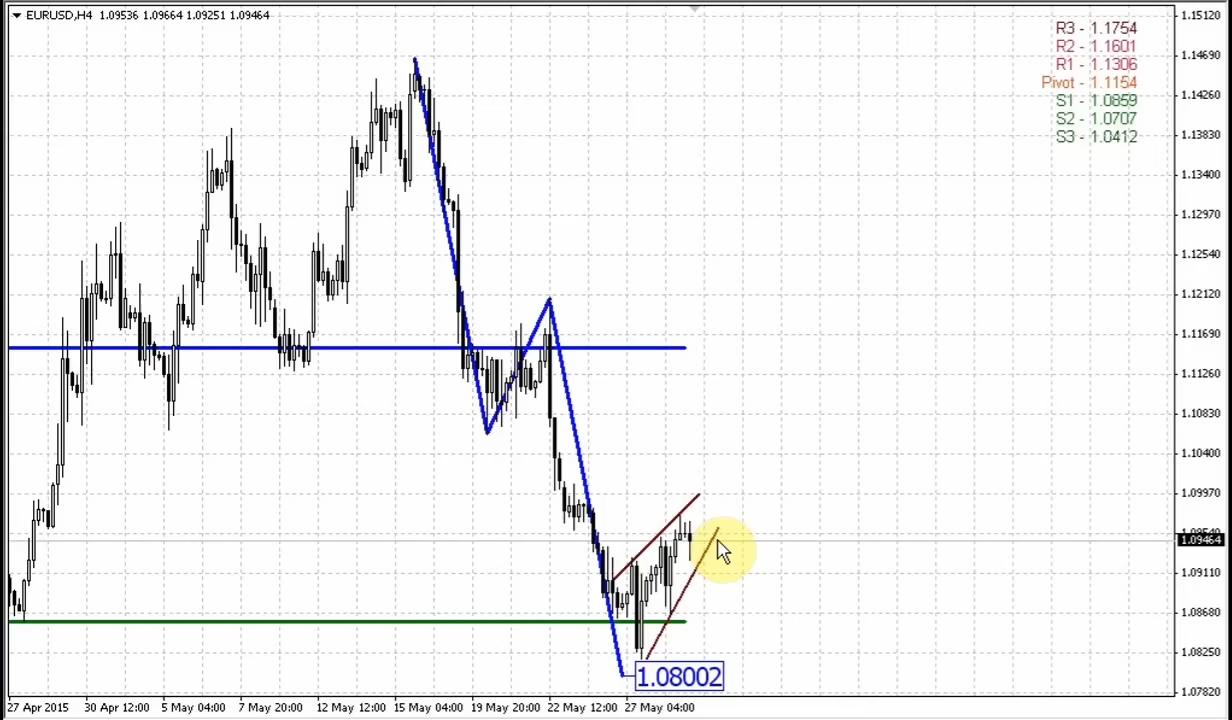 EURUSD,H4 1.09536 1.09664 1.09251 1.09464
R3 - 1.1754
R2 - 1.1601
R1 - 1.1306
Pivot - 1.1154
S1 - 1.0859
S2 - 1.0707
S3 - 1.0412
1.15120
1.14690
1.14260
1.13830
1.13400
1.12970
1.12540
1.12120
1.11690
1.11260
1.10830
1.10400
1.09970
1.09540
1.09464
1.09110
1.08680
1.08250
1.07820
1.08002
27 Apr 2015 30 Apr 12:00 5 May 04:00 7 May 20:00 12 May 12:00 15 May 04:00 19 May 20:00 22 May 12:00 27 May 04:00